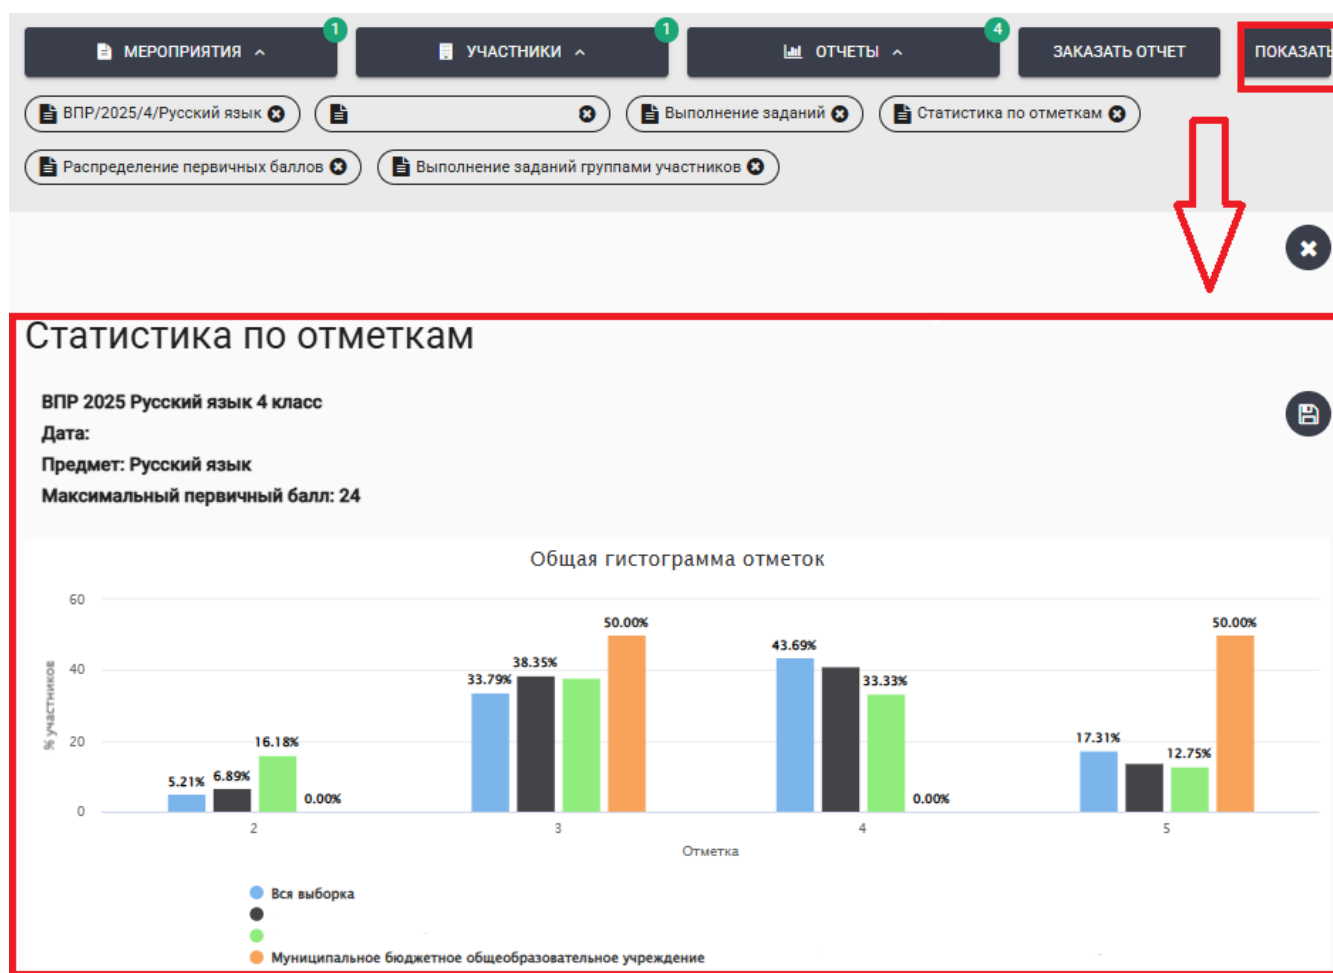 МЕРОПРИЯТИЯ 1 УЧАСТНИКИ 1 ОТЧЕТЫ 4 ЗАКАЗАТЬ ОТЧЕТ ПОКАЗАТЬ
ВПР/2025/4/Русский язык Выполнение заданий Статистика по отметкам
Распределение первичных баллов Выполнение заданий группами участников
Статистика по отметкам
ВПР 2025 Русский язык 4 класс
Дата:
Предмет: Русский язык
Максимальный первичный балл: 24
Общая гистограмма отметок
% участников
60
40
20
0
5.21% 6.89% 16.18% 0.00%
33.79% 38.35% 50.00%
43.69% 33.33% 0.00%
17.31% 12.75% 50.00%
2 3 4 5
Отметка
Вся выборка
Муниципальное бюджетное общеобразовательное учреждение